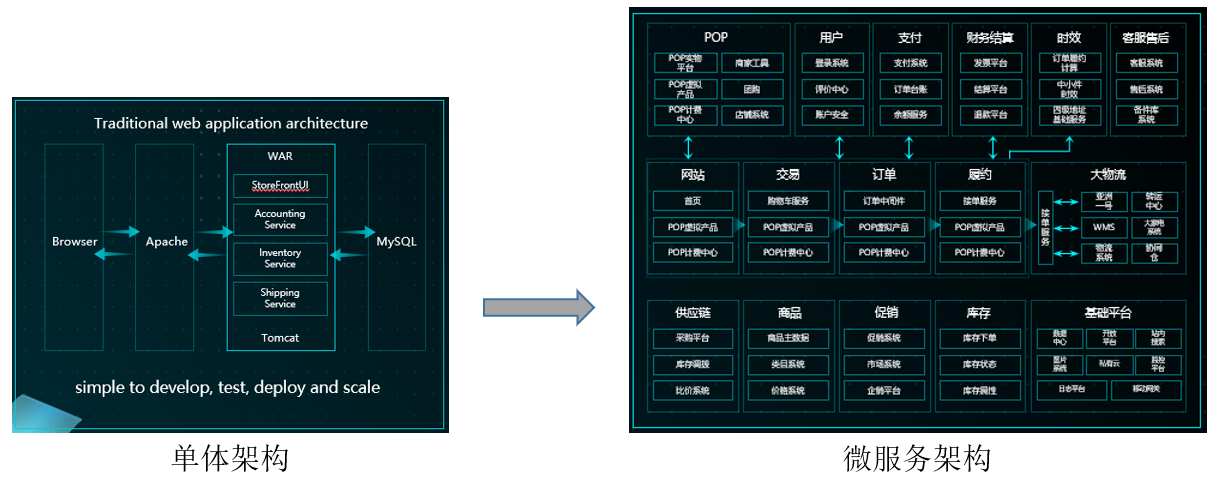 Traditional web application architecture
WAR
StoreFrontUI
Accounting
Service
Browser
Apache
MySQL
Inventory
Service
Shipping
Service
Tomcat
simple to develop, test, deploy and scale
单体架构
POP
POP实物
平台
商家工具
POP虚拟
产品
团购
POP计费
中心
店铺系统
用户
登录系统
评价中心
账户安全
支付
支付系统
订单台账
余额服务
财务结算
发票平台
结算平台
退款平台
时效
订单履约
计算
中小件
时效
四级地址
基础服务
客服售后
客服系统
售后系统
备件库
系统
网站
首页
POP虚拟产品
POP计费中心
交易
购物车服务
POP虚拟产品
POP计费中心
订单
订单中间件
POP虚拟产品
POP计费中心
履约
接单服务
POP虚拟产品
POP计费中心
大物流
接单服务
亚洲
一号
转运
中心
WMS
大家电
系统
物流
系统
协同
仓
供应链
采购平台
库存调拨
比价系统
商品
商品主数据
类目系统
价格系统
促销
促销系统
市场系统
企销平台
库存
库存下单
库存状态
库存属性
基础平台
数据
中心
开放
平台
站内
搜索
图片
系统
私有云
监控
平台
日志平台
移动网关
微服务架构